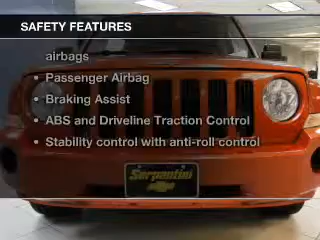 SAFETY FEATURES
airbags
• Passenger Airbag
• Braking Assist
• ABS and Driveline Traction Control
• Stability control with anti-roll control
Serpentini